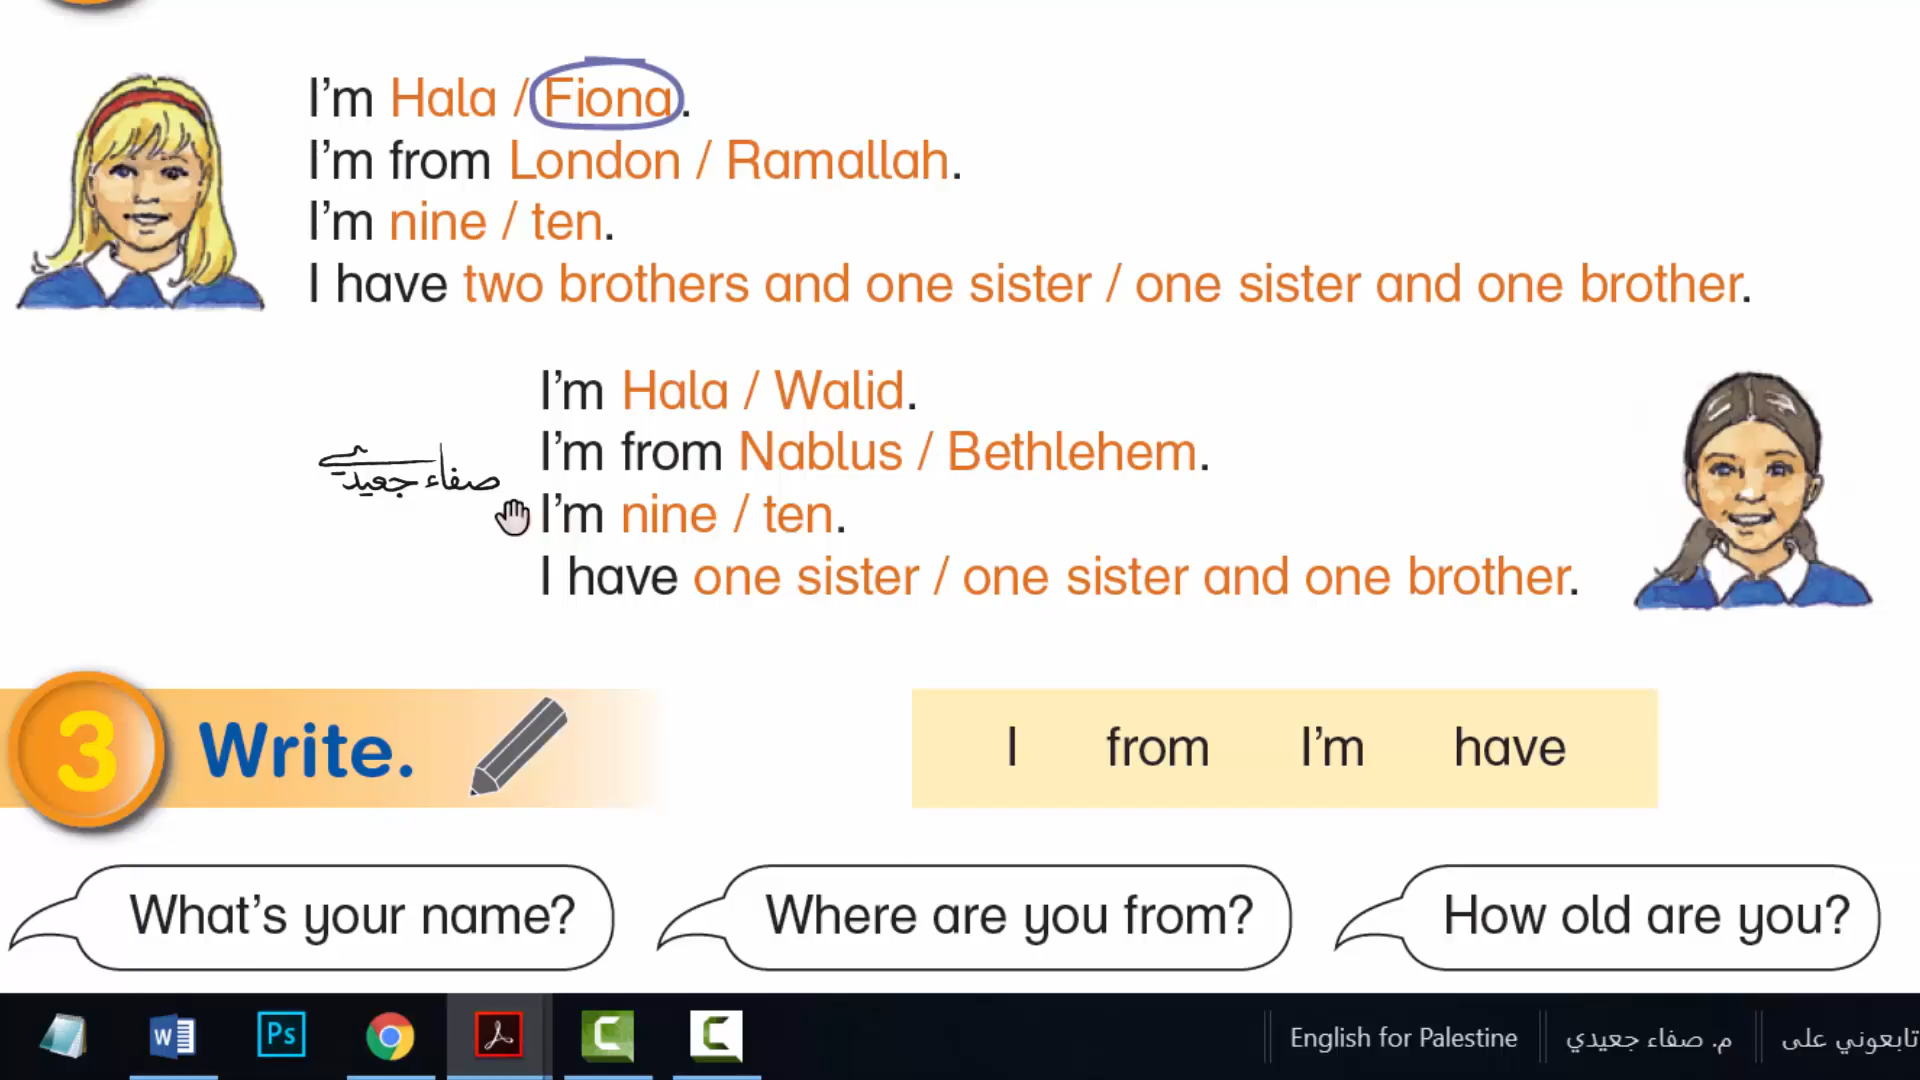 I'm Hala / Fiona.
I'm from London / Ramallah.
I'm nine / ten.
I have two brothers and one sister / one sister and one brother.
I'm Hala / Walid.
I'm from Nablus / Bethlehem.
صفاء جعيدي
I'm nine / ten.
I have one sister / one sister and one brother.
3 Write.
I from I'm have
What's your name?
Where are you from?
How old are you?
English for Palestine
م. صفاء جعيدي
تابعوني على